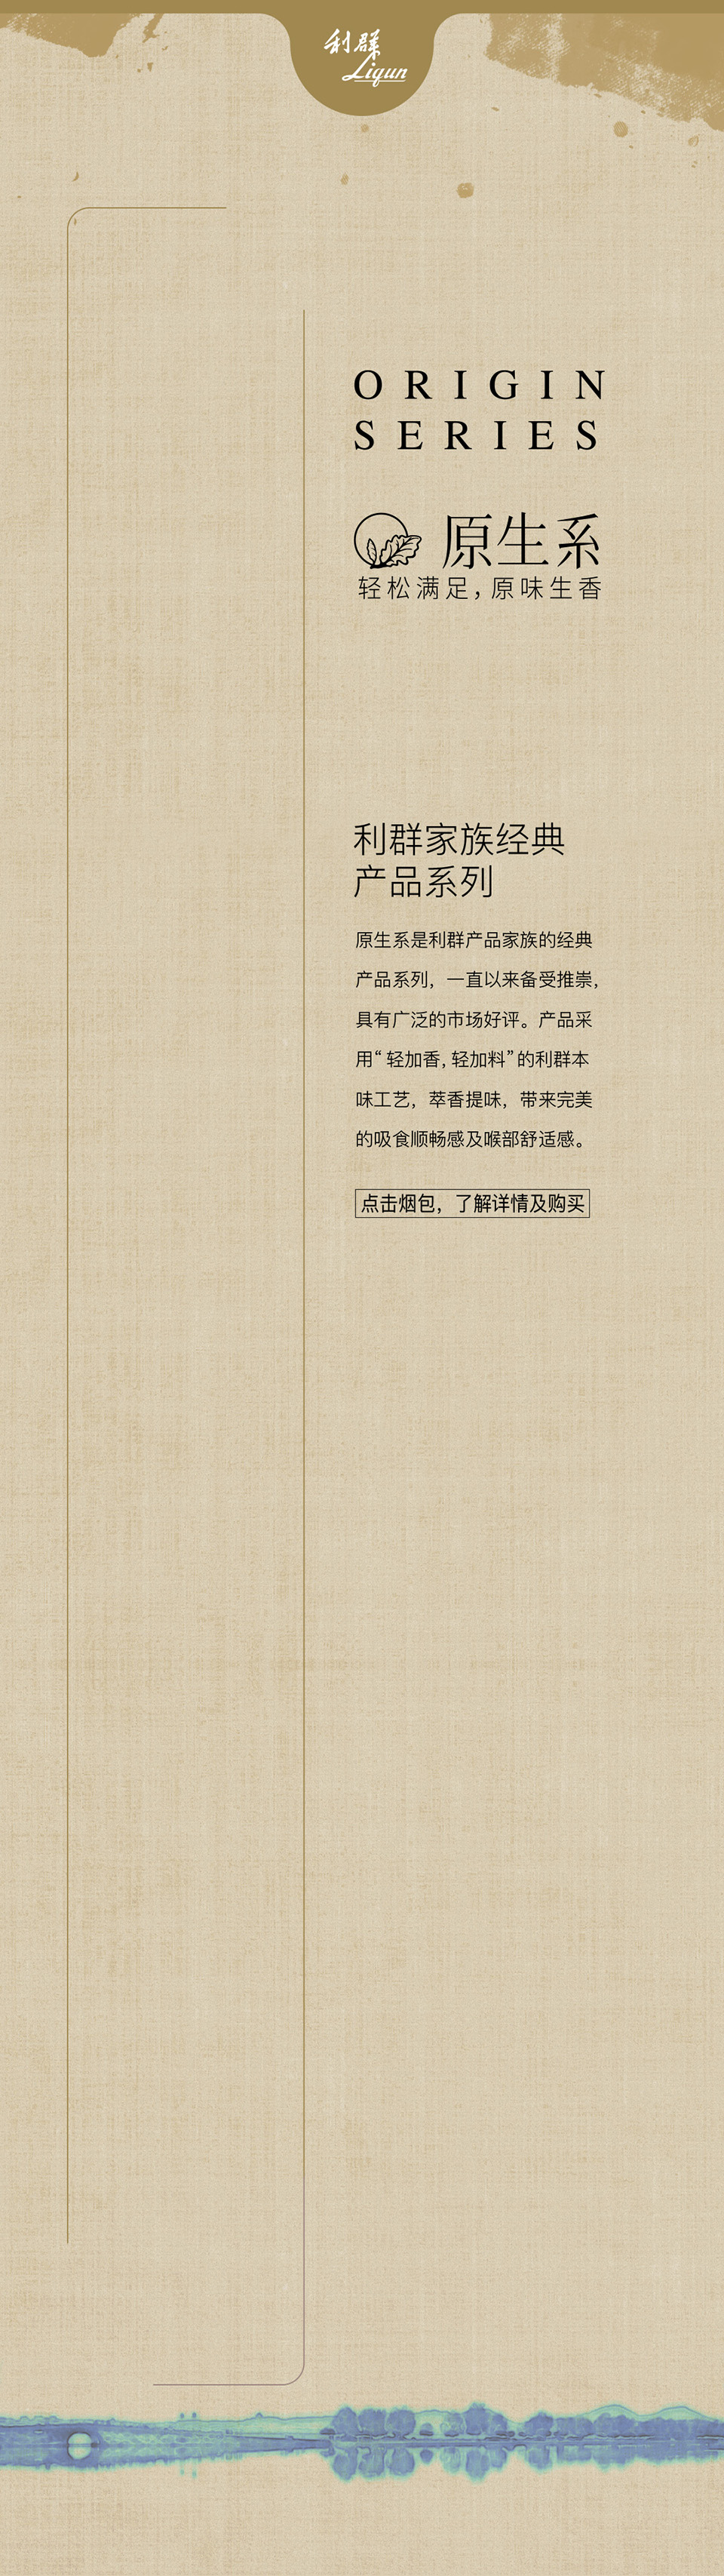 利群
Liqun
ORIGIN
SERIES
原生系
轻松满足，原味生香
利群家族经典
产品系列
原生系是利群产品家族的经典
产品系列，一直以来备受推崇，
具有广泛的市场好评。产品采
用“轻加香，轻加料”的利群本
味工艺，萃香提味，带来完美
的吸食顺畅感及喉部舒适感。
点击烟包，了解详情及购买